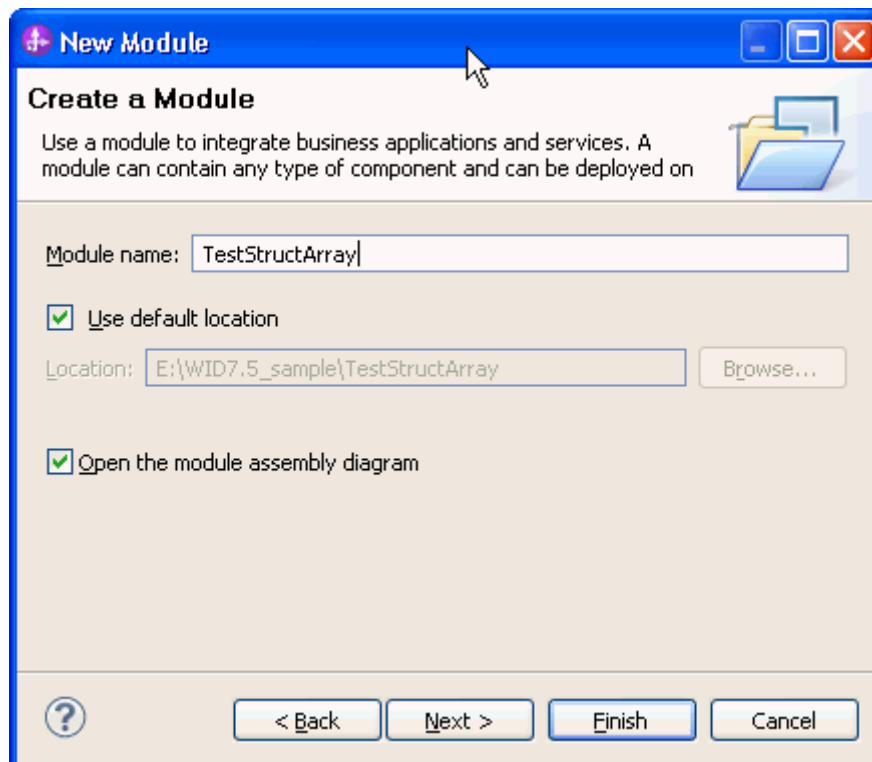 New Module
Create a Module
Use a module to integrate business applications and services. A
module can contain any type of component and can be deployed on
Module name: TestStructArray
Use default location
Location: E:\WID7.5_sample\TestStructArray Browse...
Open the module assembly diagram
? < Back Next > Finish Cancel